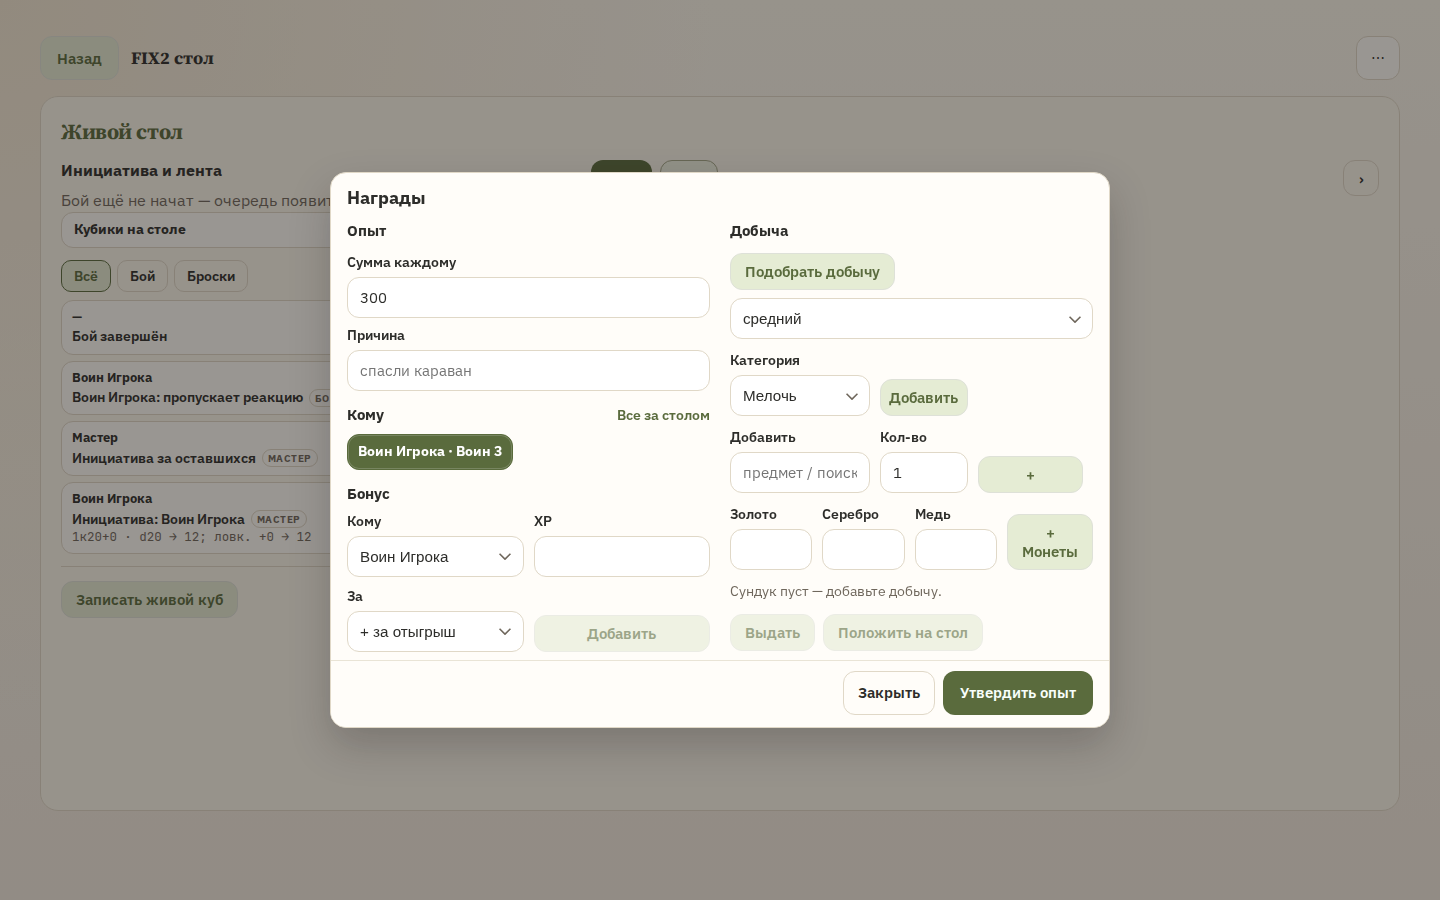 Назад
FIX2 стол
...
Живой стол
Инициатива и лента
Бой ещё не начат — очередь появит
Кубики на столе
Всё
Бой
Броски
—
Бой завершён
Воин Игрока
Воин Игрока: пропускает реакцию
БО
Мастер
Инициатива за оставшихся
МАСТЕР
Воин Игрока
Инициатива: Воин Игрока
МАСТЕР
1к20+0 · d20 → 12; ловк. +0 → 12
Записать живой куб
›
Награды
Опыт
Сумма каждому
300
Причина
спасли караван
Кому
Все за столом
Воин Игрока · Воин 3
Бонус
Кому
XP
Воин Игрока
За
+ за отыгрыш
Добавить
Добыча
Подобрать добычу
средний
Категория
Мелочь
Добавить
Добавить
Кол-во
предмет / поиск
1
+
Золото
Серебро
Медь
+
Монеты
Сундук пуст — добавьте добычу.
Выдать
Положить на стол
Закрыть
Утвердить опыт